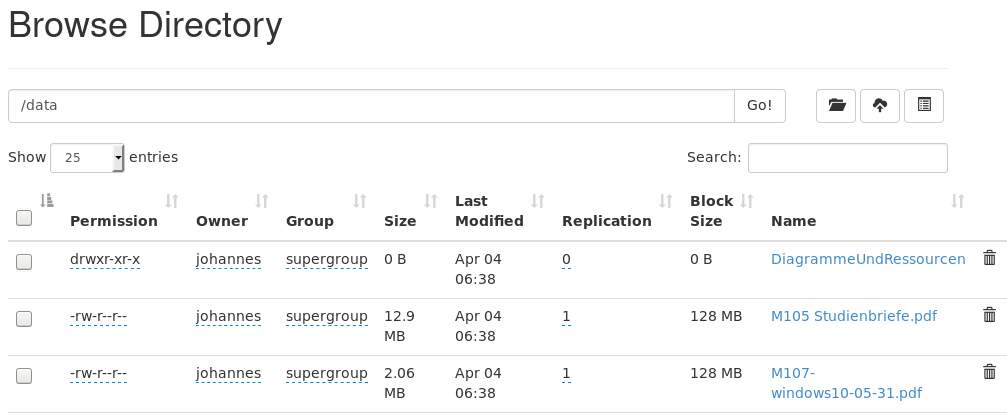 Browse Directory
/data Go!
Show 25 entries Search:
Permission Owner Group Size Last Modified Replication Block Size Name
drwxr-xr-x johannes supergroup 0 B Apr 04 06:38 0 0 B DiagrammeUndRessourcen
-rw-r--r-- johannes supergroup 12.9 MB Apr 04 06:38 1 128 MB M105 Studienbriefe.pdf
-rw-r--r-- johannes supergroup 2.06 MB Apr 04 06:38 1 128 MB M107-windows10-05-31.pdf